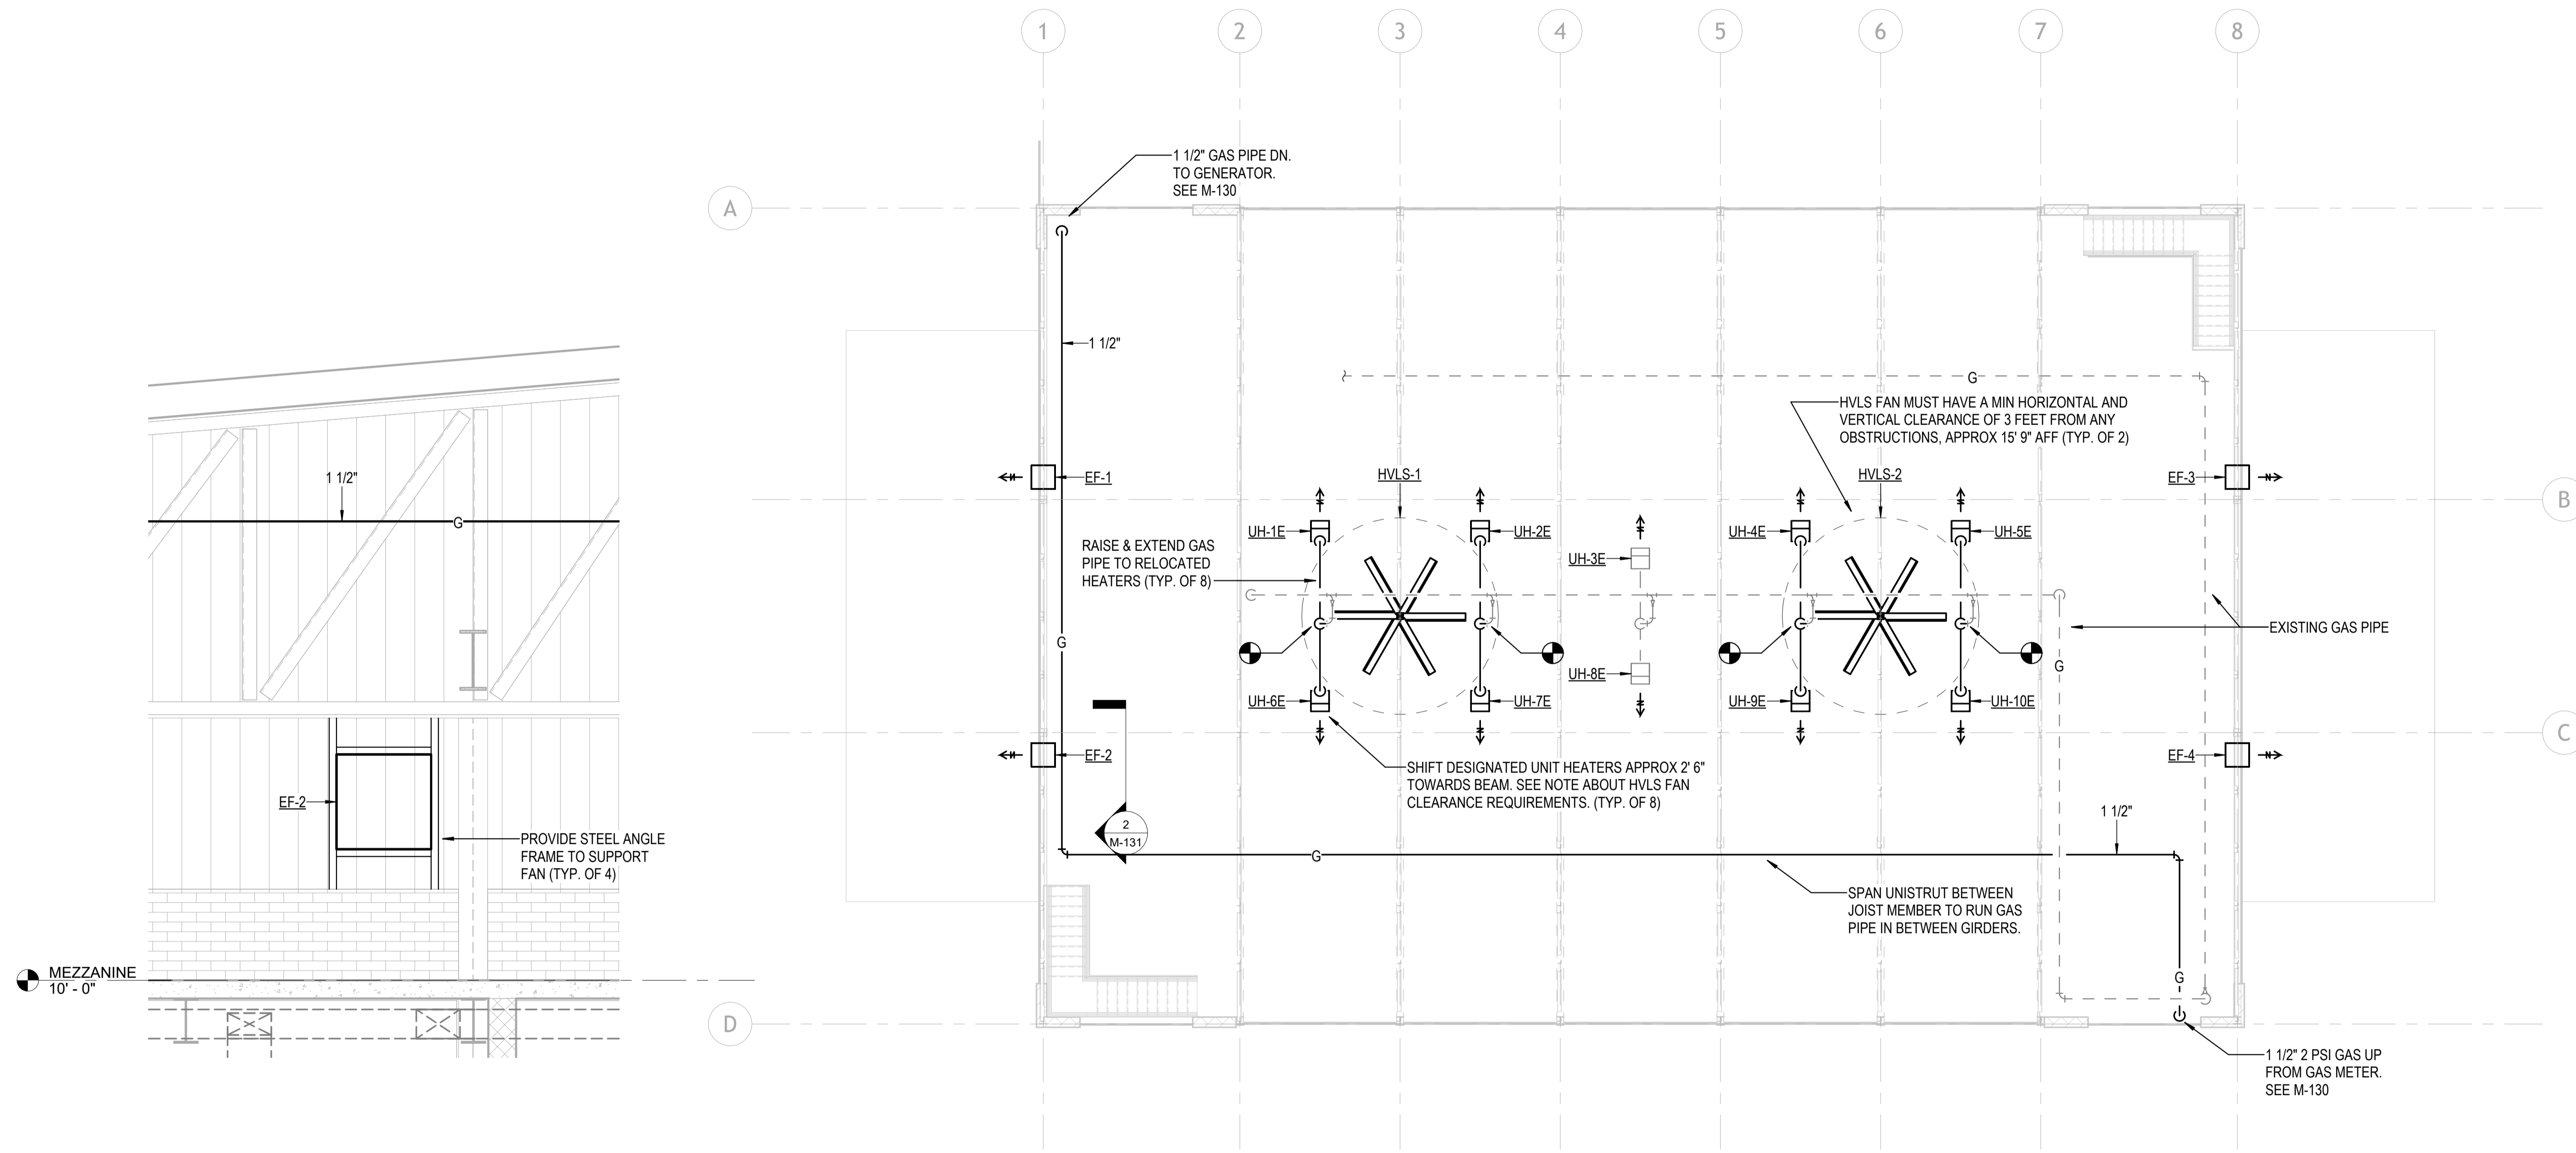 1
2
3
4
5
6
7
8
1 1/2" GAS PIPE DN.
TO GENERATOR.
SEE M-130
A
1 1/2"
G
HVLS FAN MUST HAVE A MIN HORIZONTAL AND
VERTICAL CLEARANCE OF 3 FEET FROM ANY
OBSTRUCTIONS, APPROX 15' 9" AFF (TYP. OF 2)
1 1/2"
G
EF-1
HVLS-1
HVLS-2
EF-3
B
UH-1E
UH-2E
UH-3E
UH-4E
UH-5E
RAISE & EXTEND GAS
PIPE TO RELOCATED
HEATERS (TYP. OF 8)
EXISTING GAS PIPE
G
G
UH-6E
UH-7E
UH-8E
UH-9E
UH-10E
C
EF-2
EF-4
SHIFT DESIGNATED UNIT HEATERS APPROX 2' 6"
TOWARDS BEAM. SEE NOTE ABOUT HVLS FAN
CLEARANCE REQUIREMENTS. (TYP. OF 8)
EF-2
PROVIDE STEEL ANGLE
FRAME TO SUPPORT
FAN (TYP. OF 4)
2
M-131
1 1/2"
G
SPAN UNISTRUT BETWEEN
JOIST MEMBER TO RUN GAS
PIPE IN BETWEEN GIRDERS.
G
MEZZANINE
10' - 0"
D
1 1/2" 2 PSI GAS UP
FROM GAS METER.
SEE M-130